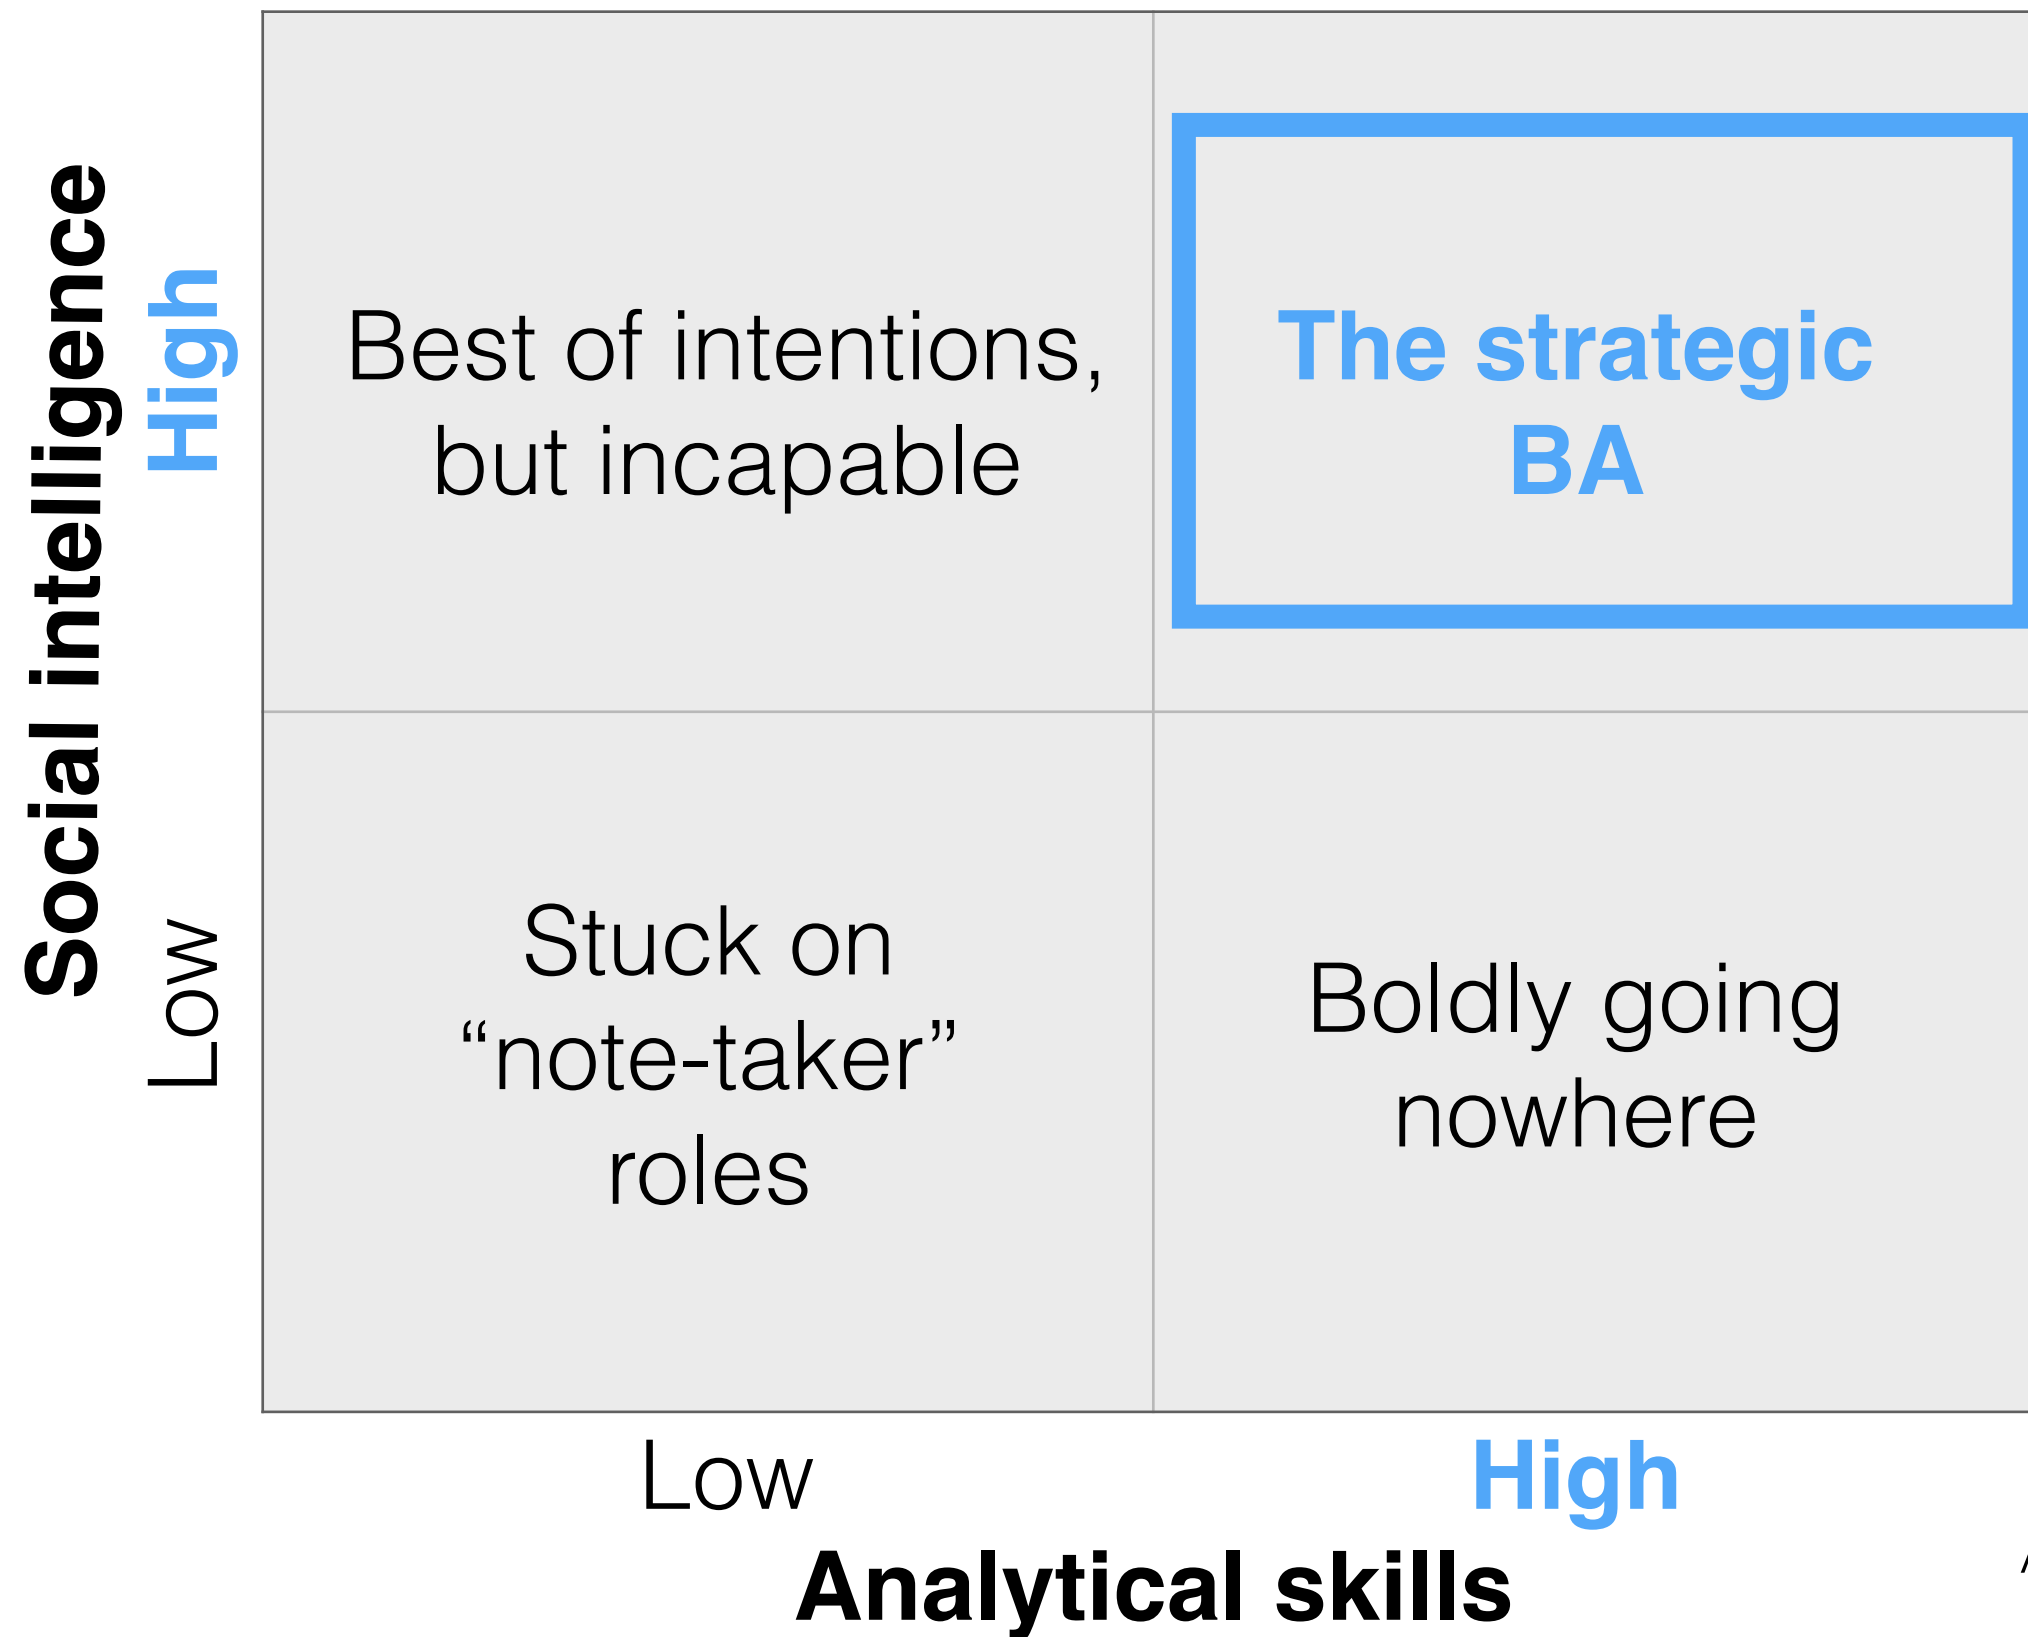 Social intelligence
High
Low
Best of intentions,
but incapable
The strategic
BA
Stuck on
“note-taker”
roles
Boldly going
nowhere
Low
High
Analytical skills